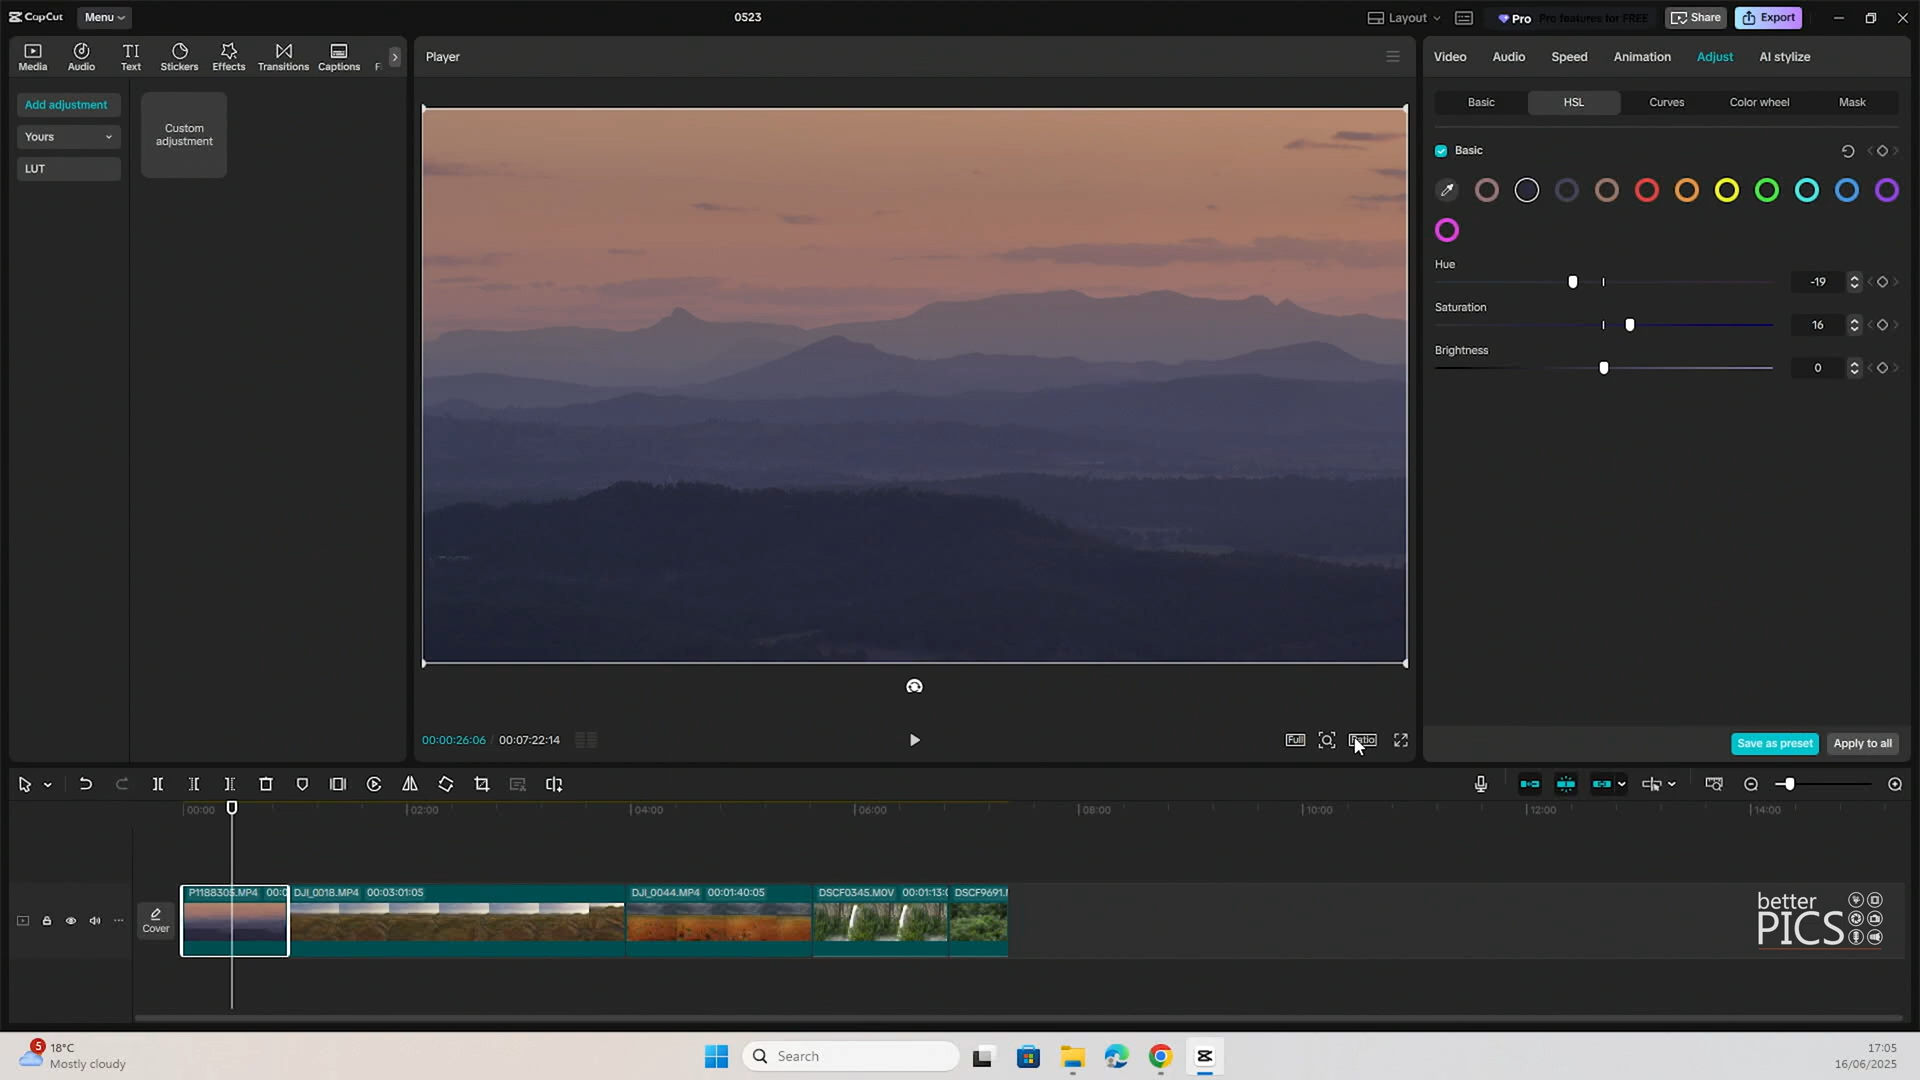 CapCut
Menu
0523
Layout
Pro
Pro features for FREE
Share
Export
Media
Audio
Text
Stickers
Effects
Transitions
Captions
F
Player
Video
Audio
Speed
Animation
Adjust
AI stylize
Add adjustment
Yours
LUT
Custom
adjustment
Basic
HSL
Curves
Color wheel
Mask
Basic
Hue
-19
Saturation
16
Brightness
0
00:00:26:06 / 00:07:22:14
Full
Ratio
Save as preset
Apply to all
00:00
02:00
04:00
06:00
08:00
10:00
12:00
14:00
Cover
P1188305.MP4 00:0
DJI_0018.MP4 00:03:01:05
DJI_0044.MP4 00:01:40:05
DSCF0345.MOV 00:01:13:0
DSCF9691.M
better
PICS
5
18°C
Mostly cloudy
Search
17:05
16/06/2025